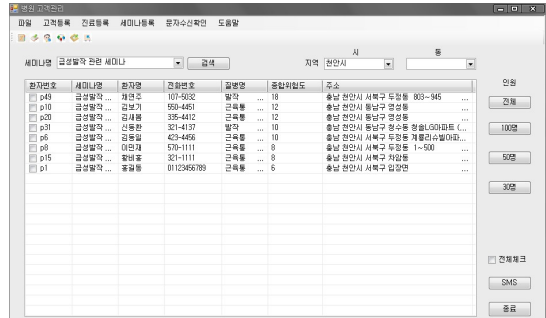 병원 고객관리
파일 고객등록 진료등록 세미나등록 문자수신확인 도움말
시 동
세미나명 급성발작 관련 세미나 검색 지역 천안시
인원
환자번호 세미나명 환자명 전화번호 질병명 종합위험도 주소
p49 급성발작 ... 채연주 107-5032 발작 ... 18 충남 천안시 서북구 두정동 803~945 ...
p10 급성발작 ... 김보기 550-4451 근육통 ... 12 충남 천안시 동남구 영성동 ...
p20 급성발작 ... 김새봄 335-4412 근육통 ... 12 충남 천안시 동남구 영성동 ...
p31 급성발작 ... 신동환 321-4137 발작 ... 10 충남 천안시 동남구 청수동 청솔LG아파트 (...
p6 급성발작 ... 김동일 423-4456 근육통 ... 10 충남 천안시 서북구 두정동 계룡리슈빌아파...
p8 급성발작 ... 이민재 570-1111 근육통 ... 8 충남 천안시 서북구 두정동 1~500 ...
p15 급성발작 ... 황비홍 321-1111 근육통 ... 8 충남 천안시 서북구 차암동 ...
p1 급성발작 ... 홍길동 01123456789 근육통 ... 6 충남 천안시 서북구 입장면 ...
전체
100명
50명
30명
전체체크
SMS
종료